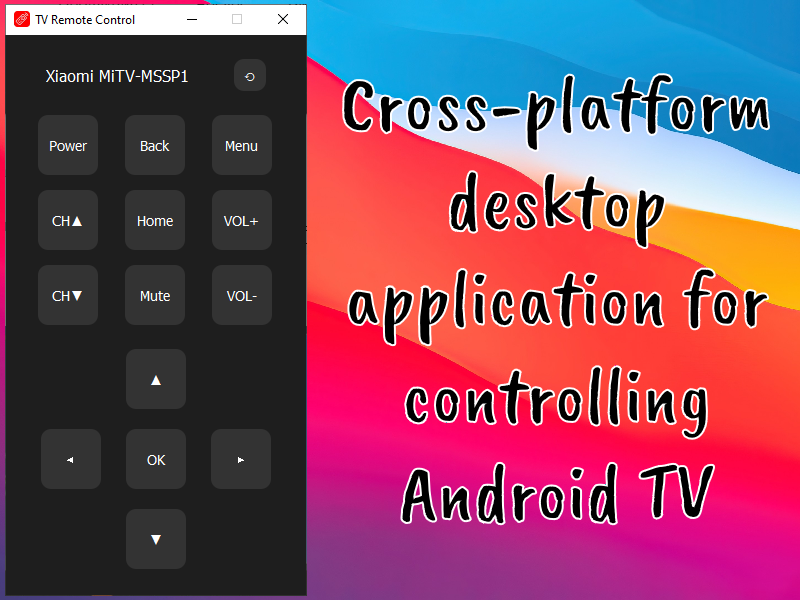 TV Remote Control
Xiaomi MiTV-MSSP1
Power Back Menu
CH▲ Home VOL+
CH▼ Mute VOL-
▲
◄ OK ►
▼
Cross-platform
desktop
application for
controlling
Android TV